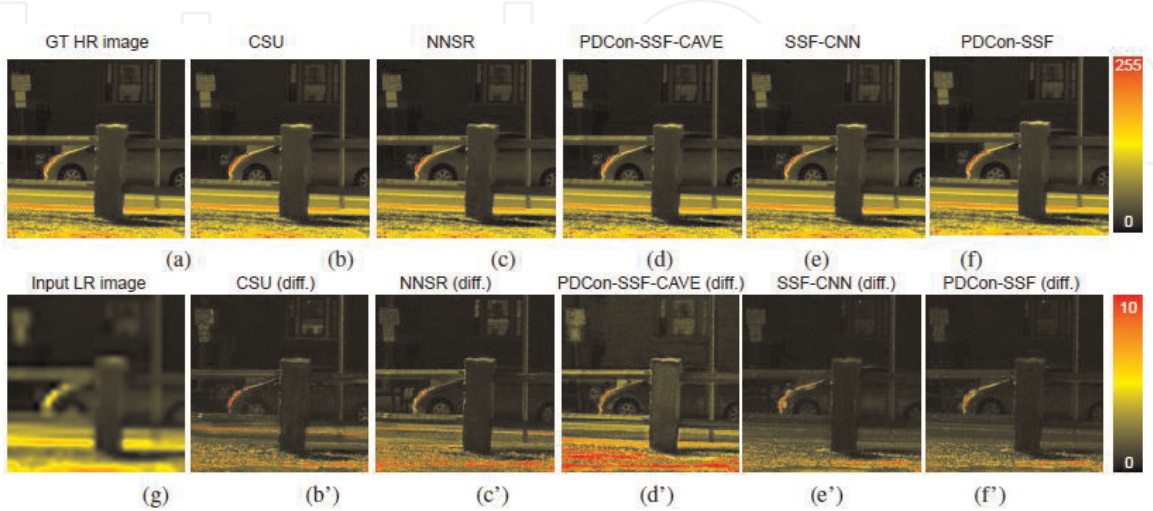 GT HR image
CSU
NNSR
PDCon-SSF-CAVE
SSF-CNN
PDCon-SSF
255
0
(a)
(b)
(c)
(d)
(e)
(f)
Input LR image
CSU (diff.)
NNSR (diff.)
PDCon-SSF-CAVE (diff.)
SSF-CNN (diff.)
PDCon-SSF (diff.)
10
0
(g)
(b')
(c')
(d')
(e')
(f')